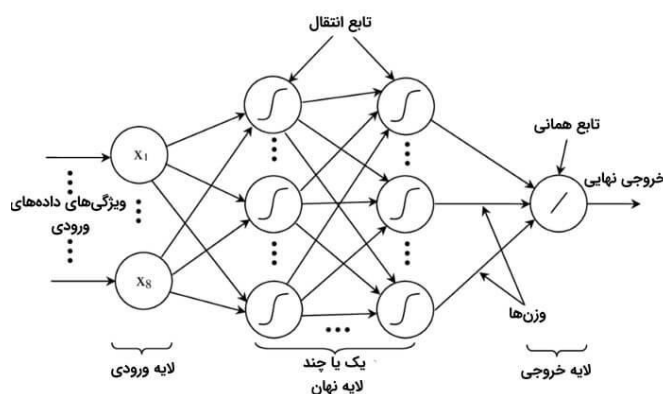 تابع انتقال
تابع همانی
خروجی نهایی
X₁
ویژگی‌های داده‌های
ورودی
X₈
وزن‌ها
لایه ورودی
یک یا چند
لایه نهان
لایه خروجی